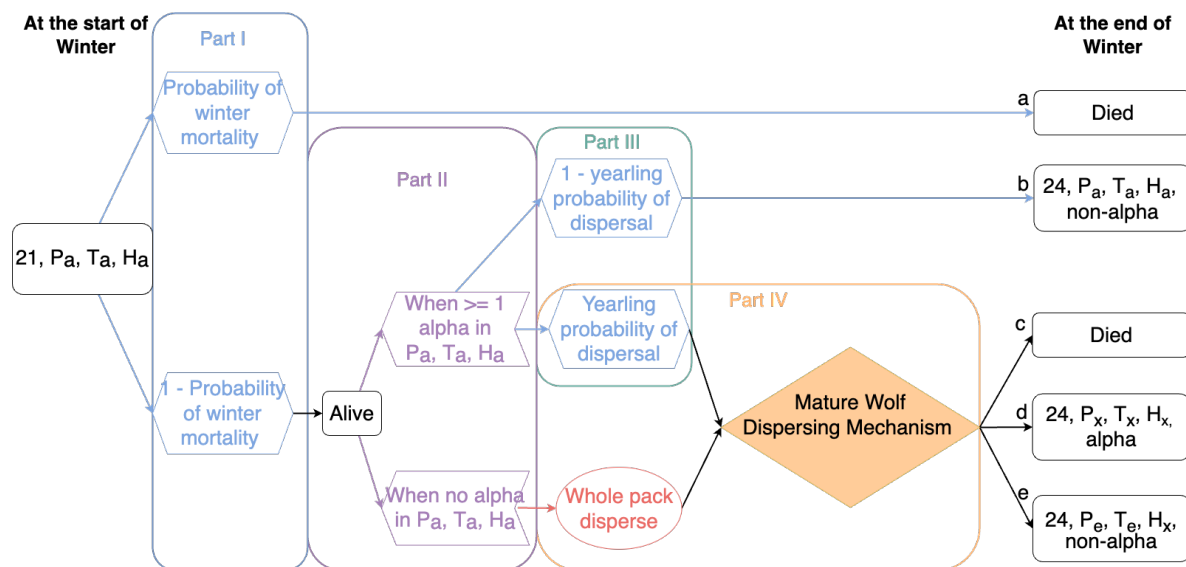 At the start of
Winter
Part I
At the end of
Winter
Probability of
winter
mortality
a
Died
Part II
Part III
1 - yearling
probability of
dispersal
b
24, Pa, Ta, Ha,
non-alpha
21, Pa, Ta, Ha
When >= 1
alpha in
Pa, Ta, Ha
Yearling
probability of
dispersal
Part IV
c
Died
1 - Probability
of winter
mortality
Alive
Mature Wolf
Dispersing Mechanism
d
24, Px, Tx, Hx,
alpha
When no alpha
in Pa, Ta, Ha
Whole pack
disperse
e
24, Pe, Te, Hx,
non-alpha